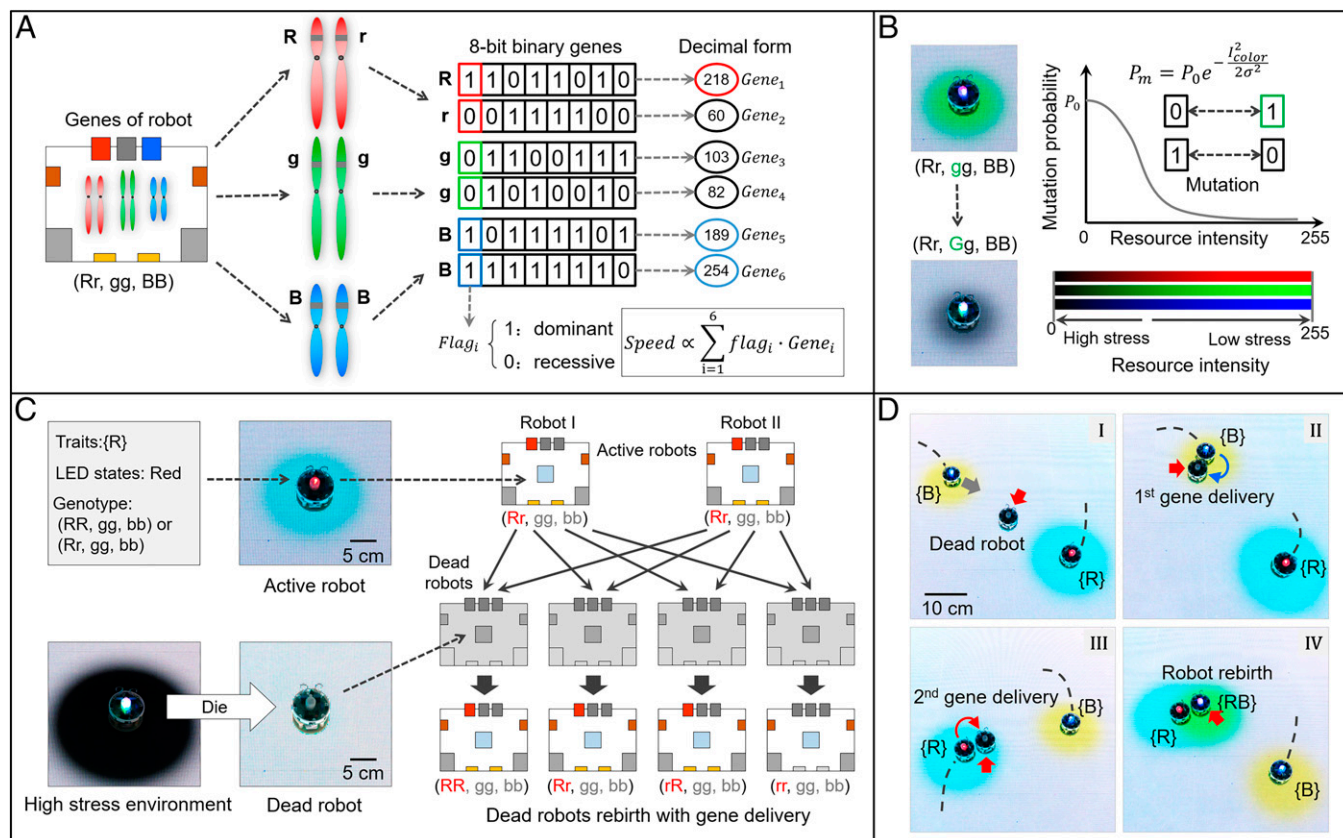 A
Genes of robot
(Rr, gg, BB)
R r
g g
B B
8-bit binary genes
Decimal form
R 1 1 0 1 1 0 1 0 218 Gene₁
r 0 0 1 1 1 1 0 0 60 Gene₂
g 0 1 1 0 0 1 1 1 103 Gene₃
g 0 1 0 1 0 0 1 0 82 Gene₄
B 1 0 1 1 1 1 0 1 189 Gene₅
B 1 1 1 1 1 1 1 0 254 Gene₆
Flagᵢ { 1: dominant
0: recessive
Speed ∝ ∑ᵢ₌₁⁶ flagᵢ · Geneᵢ
B
(Rr, gg, BB)
(Rr, Gg, BB)
Mutation probability
P₀
Pₘ = P₀e^(-I²color/2σ²)
0 1
1 0
Mutation
0
Resource intensity
255
0
255
High stress
Low stress
Resource intensity
C
Traits:{R}
LED states: Red
Genotype:
(RR, gg, bb) or
(Rr, gg, bb)
5 cm
Active robot
Die
High stress environment
5 cm
Dead robot
Robot I
Active robots
Robot II
(Rr, gg, bb)
(Rr, gg, bb)
Dead
robots
(RR, gg, bb)
(Rr, gg, bb)
(rR, gg, bb)
(rr, gg, bb)
Dead robots rebirth with gene delivery
D
I
{B}
Dead robot
{R}
10 cm
II
{B}
1st gene delivery
{R}
III
2nd gene delivery
{B}
{R}
IV
Robot rebirth
{RB}
{R}
{B}